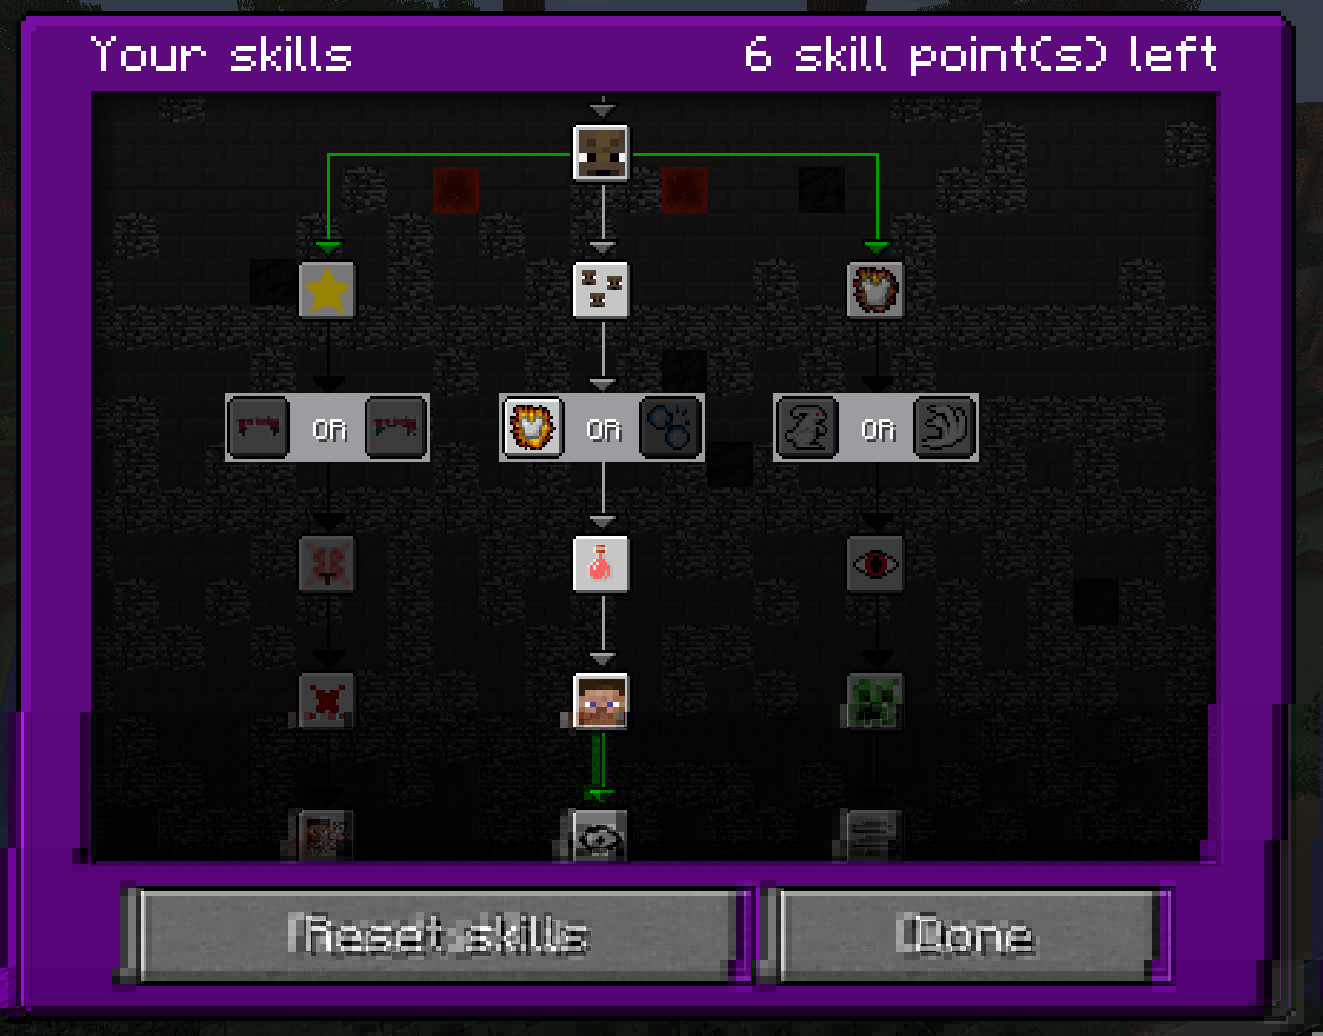 Your skills
6 skill point(s) left
OR OR OR
Reset skills
Done